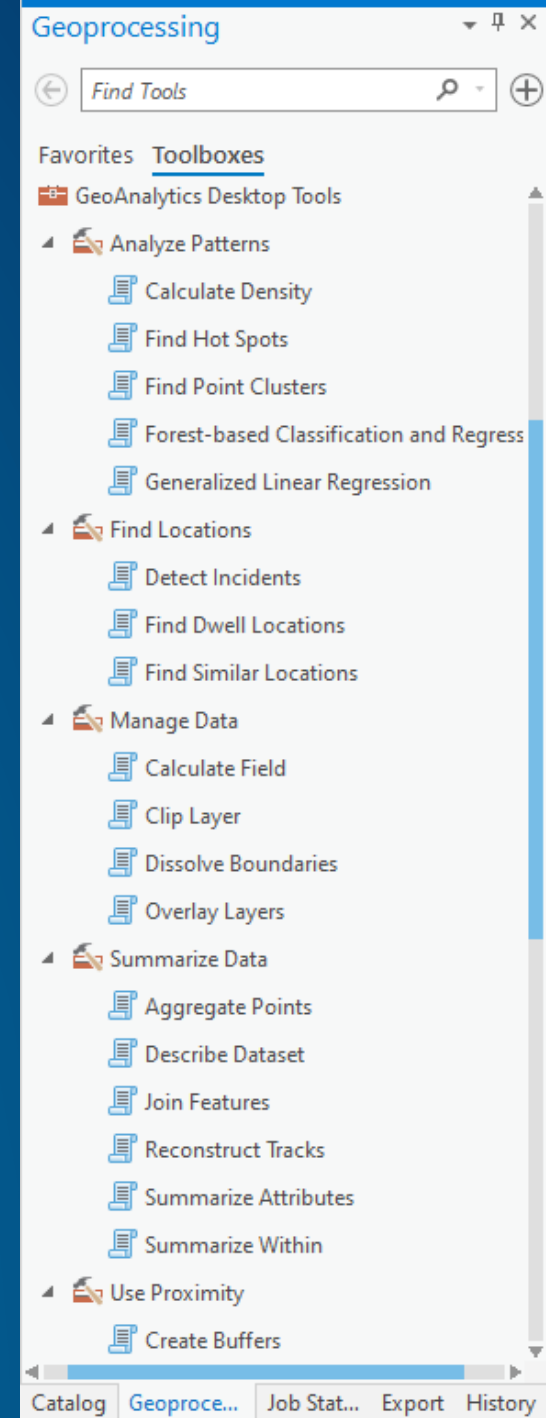 Geoprocessing
Find Tools
Favorites Toolboxes
GeoAnalytics Desktop Tools
Analyze Patterns
Calculate Density
Find Hot Spots
Find Point Clusters
Forest-based Classification and Regress
Generalized Linear Regression
Find Locations
Detect Incidents
Find Dwell Locations
Find Similar Locations
Manage Data
Calculate Field
Clip Layer
Dissolve Boundaries
Overlay Layers
Summarize Data
Aggregate Points
Describe Dataset
Join Features
Reconstruct Tracks
Summarize Attributes
Summarize Within
Use Proximity
Create Buffers
Catalog Geoproce... Job Stat... Export History